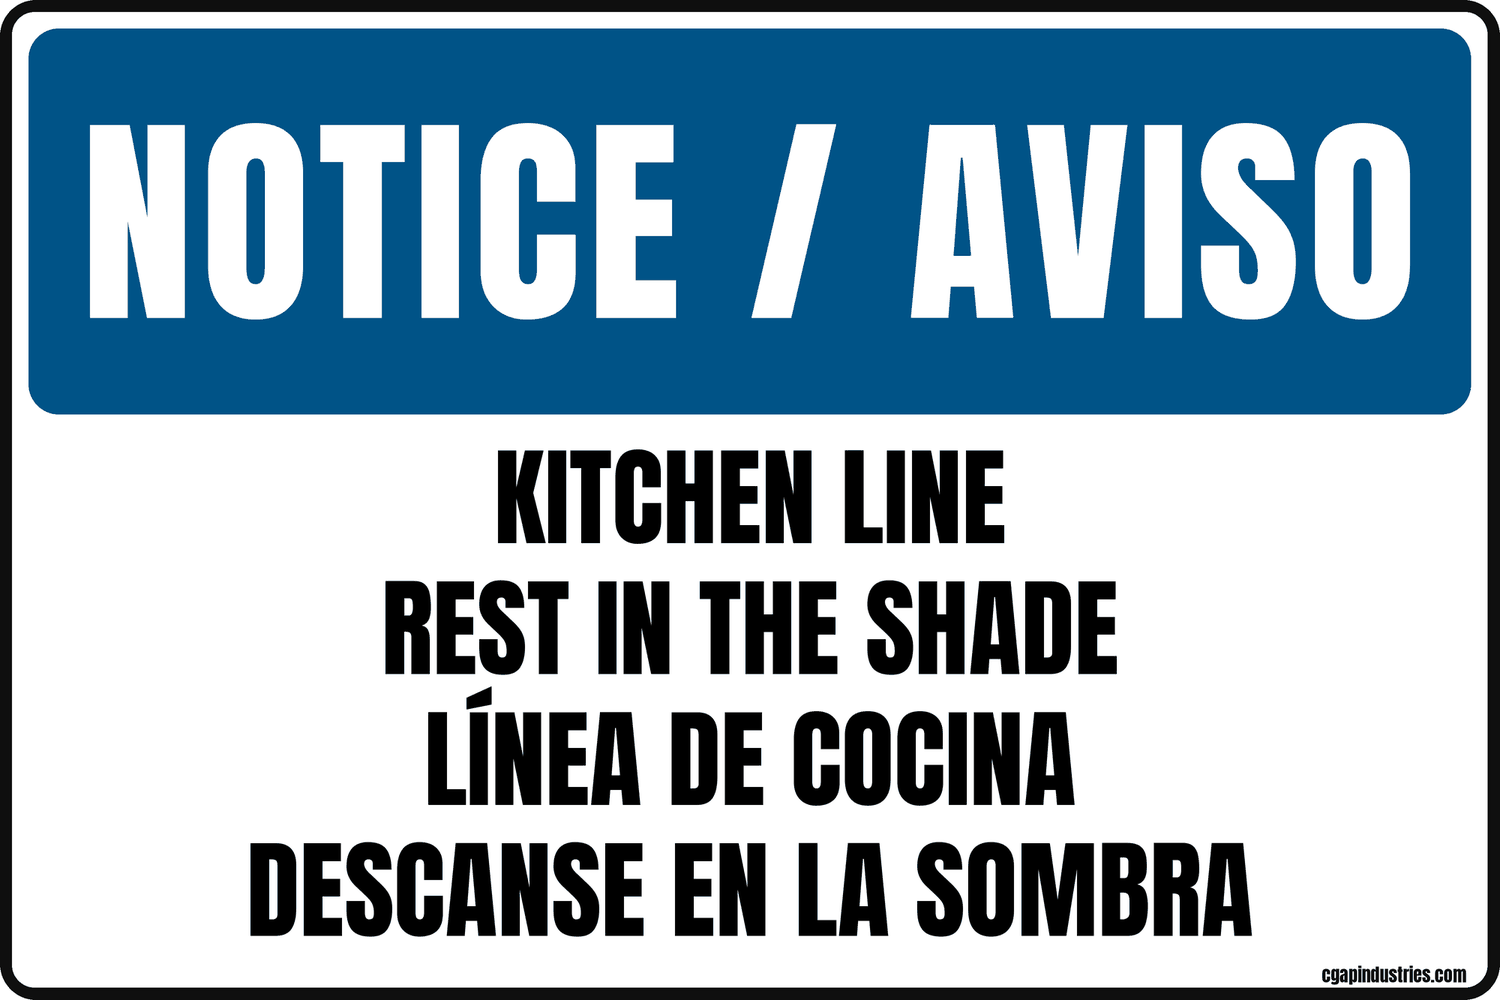 NOTICE / AVISO
KITCHEN LINE
REST IN THE SHADE
LÍNEA DE COCINA
DESCANSE EN LA SOMBRA
cgapindustries.com